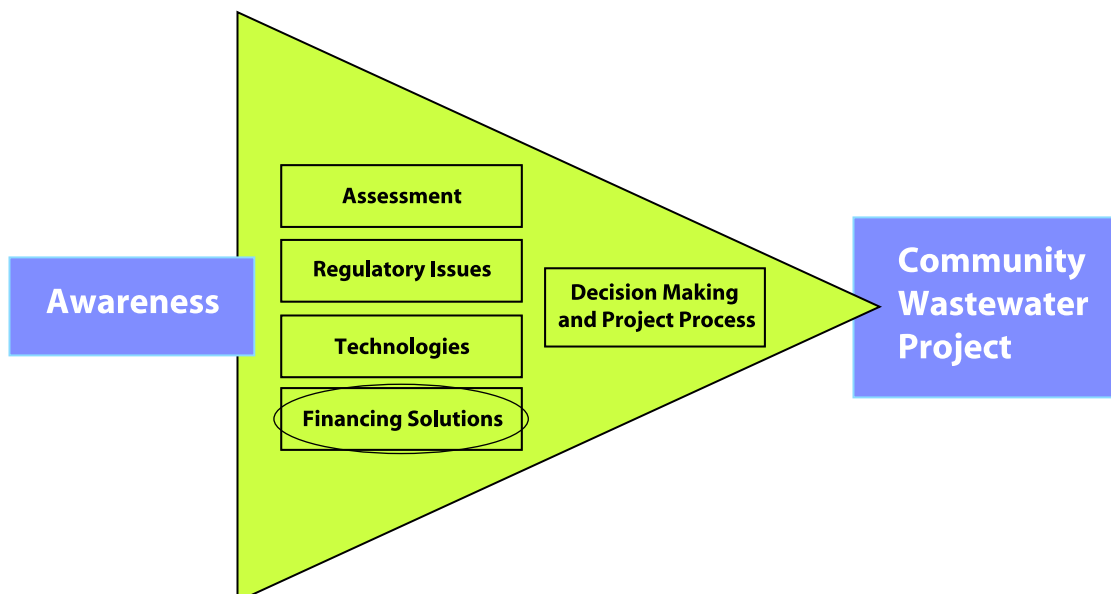 Awareness
Assessment
Regulatory Issues
Technologies
Financing Solutions
Decision Making
and Project Process
Community
Wastewater
Project